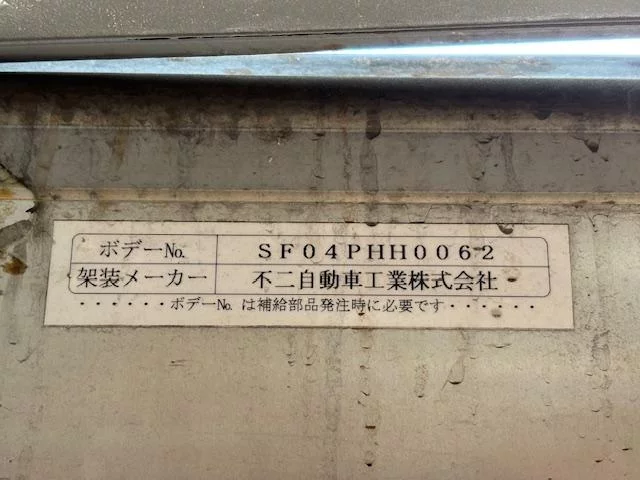 ボデー№ SF04PHH0062
架装メーカー 不二自動車工業株式会社
・・・・・・ボデー№ は補給部品発注時に必要です・・・・・・